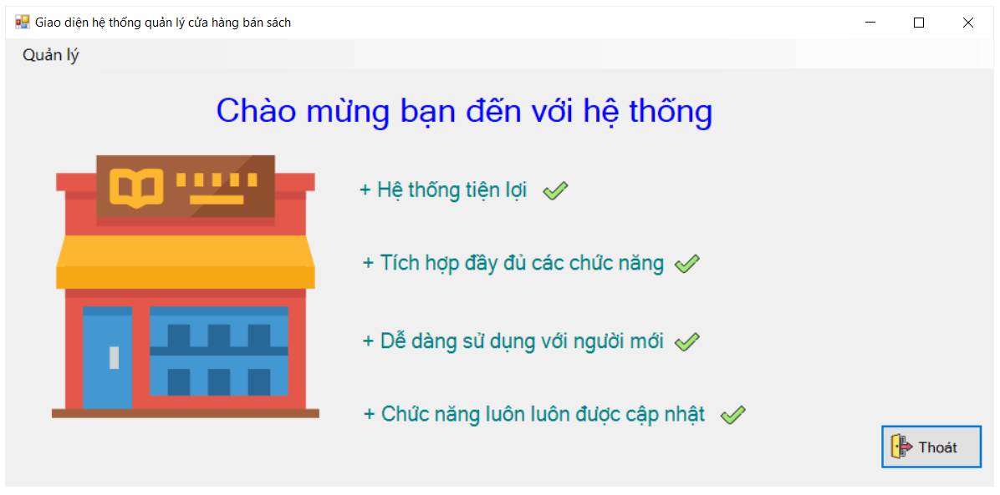 Giao diện hệ thống quản lý cửa hàng bán sách
Quản lý
Chào mừng bạn đến với hệ thống
+ Hệ thống tiện lợi
+ Tích hợp đầy đủ các chức năng
+ Dễ dàng sử dụng với người mới
+ Chức năng luôn luôn được cập nhật
Thoát